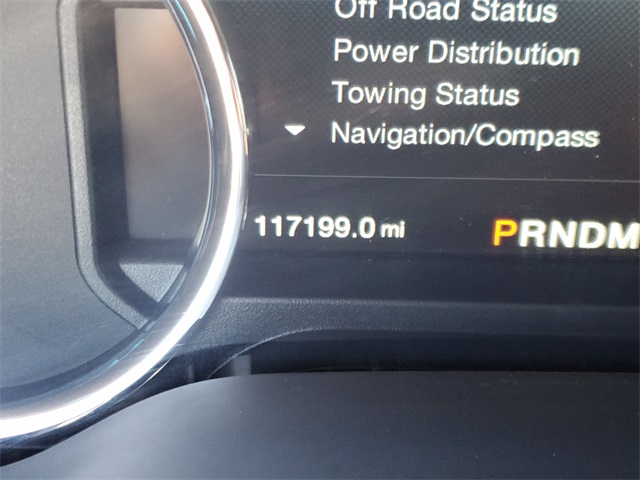 Off Road Status
Power Distribution
Towing Status
Navigation/Compass
117199.0 mi
PRNDM